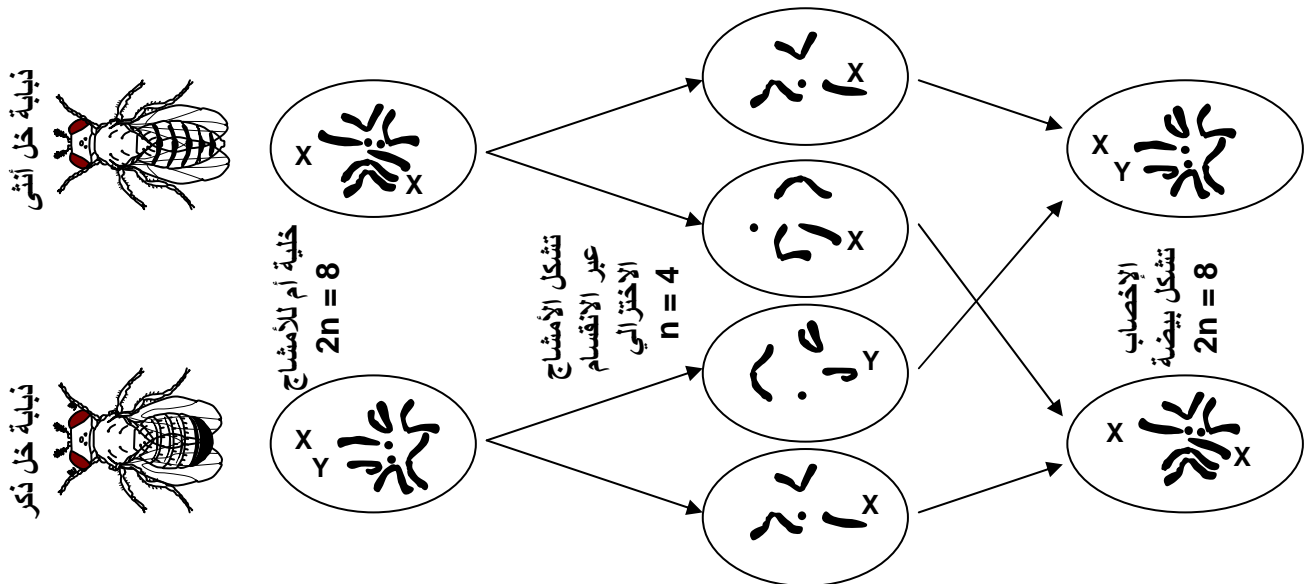 ذبابة خل أنثى
ذبابة خل ذكر
X
X
X
Y
خلية أم للأمشاج
2n = 8
تشكل الأمشاج
عبر الانقسام
الاختزالي
n = 4
X
X
Y
X
X
Y
الإخصاب
تشكل بيضة
2n = 8
X
X